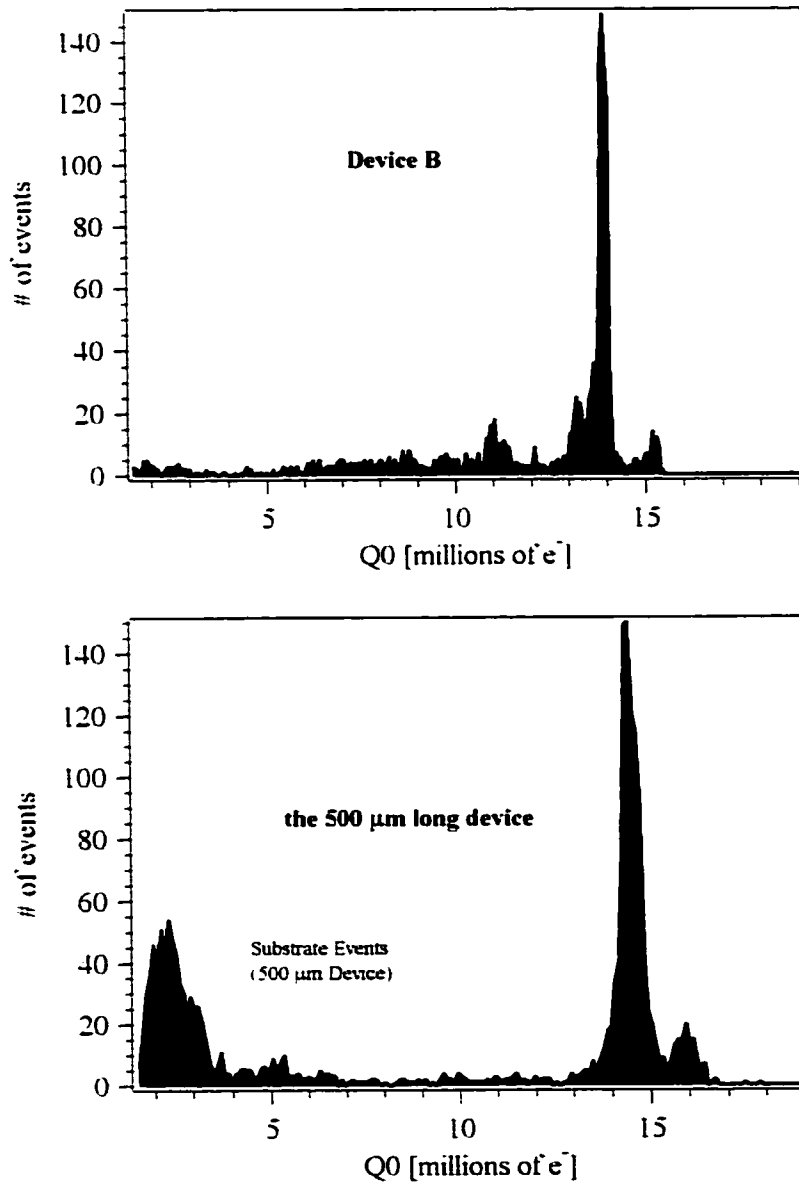 140
120
100
80
60
40
20
0
# of events
Device B
5 10 15
Q0 [millions of e⁻]
140
120
100
80
60
40
20
0
# of events
the 500 µm long device
Substrate Events
(500 µm Device)
5 10 15
Q0 [millions of e⁻]